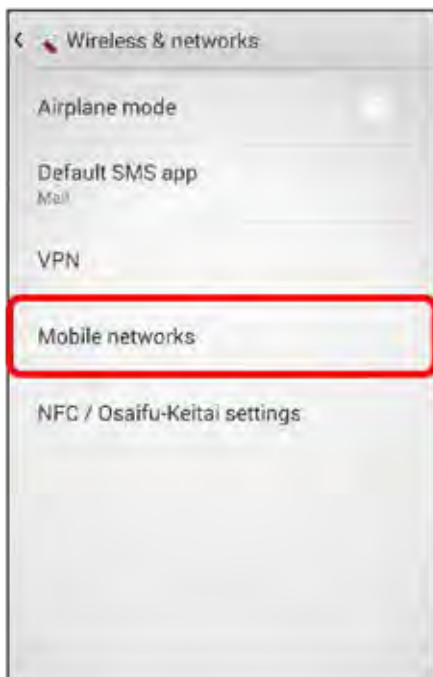 Wireless & networks
Airplane mode
Default SMS app
Mail
VPN
Mobile networks
NFC / Osaifu-Keitai settings